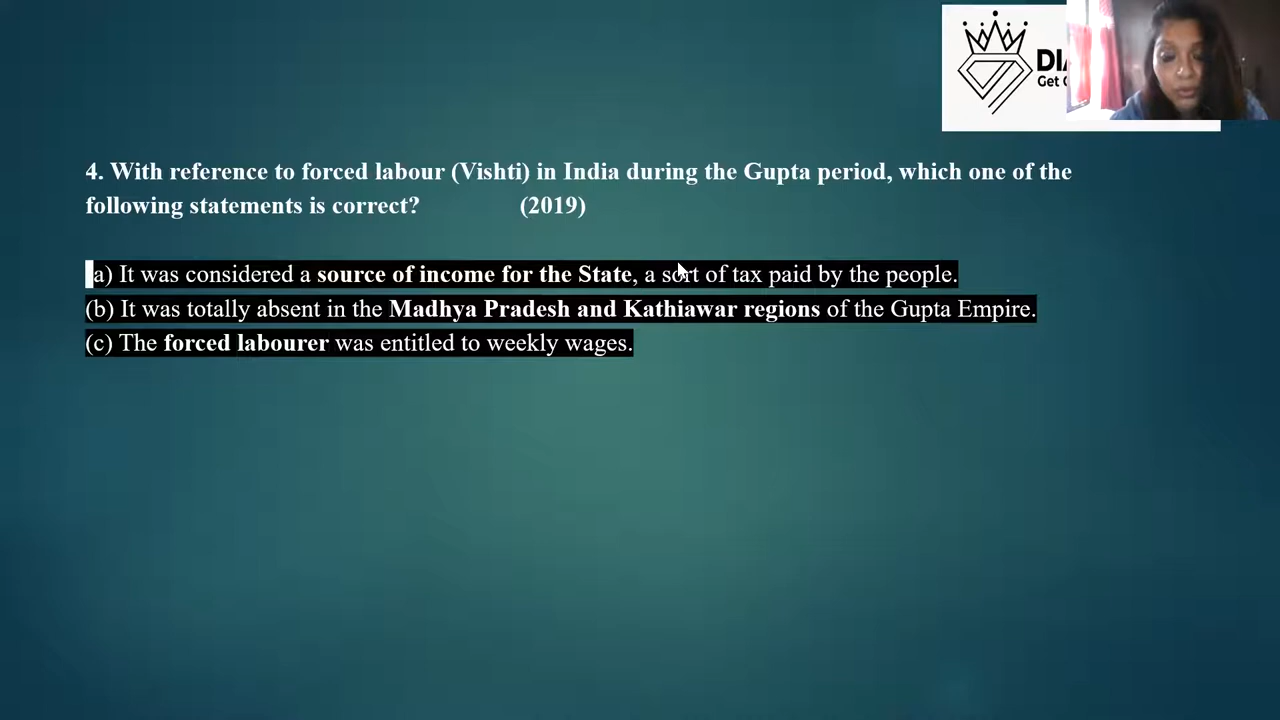 DIA
Get
4. With reference to forced labour (Vishti) in India during the Gupta period, which one of the
following statements is correct? (2019)
a) It was considered a source of income for the State, a sort of tax paid by the people.
(b) It was totally absent in the Madhya Pradesh and Kathiawar regions of the Gupta Empire.
(c) The forced labourer was entitled to weekly wages.